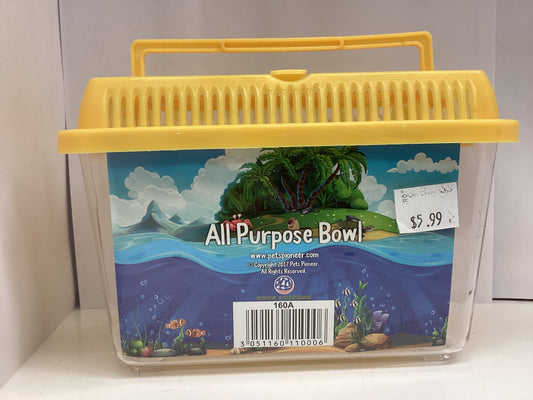 $5.99
All Purpose Bowl
www.petspioneer.com
© Copyright 2017 Pets Pioneer.
All Rights Reserved.
160A
3 051160 110006